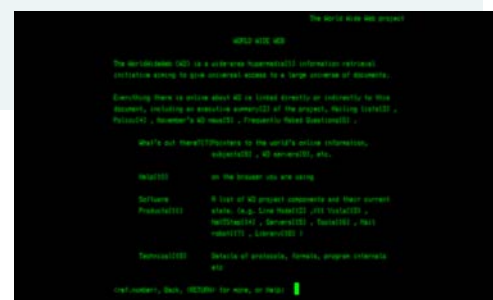 The World Wide Web project
WORLD WIDE WEB
The WorldWideWeb (W3) is a wide-area hypermedia[1] information retrieval
initiative aiming to give universal access to a large universe of documents.
Everything there is online about W3 is linked directly or indirectly to this
document, including an executive summary[2] of the project, Mailing lists[3] ,
Policy[4] , November's W3 news[5] , Frequently Asked Questions[6] .
What's out there?[7]Pointers to the world's online information,
subjects[8] , W3 servers[9], etc.
Help[10] on the browser you are using
Software A list of W3 project components and their current
Products[11] state. (e.g. Line Mode[12] ,X11 Viola[13] ,
NeXTStep[14] , Servers[15] , Tools[16] , Mail
robot[17] , Library[18] )
Technical[19] Details of protocols, formats, program internals
etc
<ref.number>, Back, <RETURN> for more, or Help: